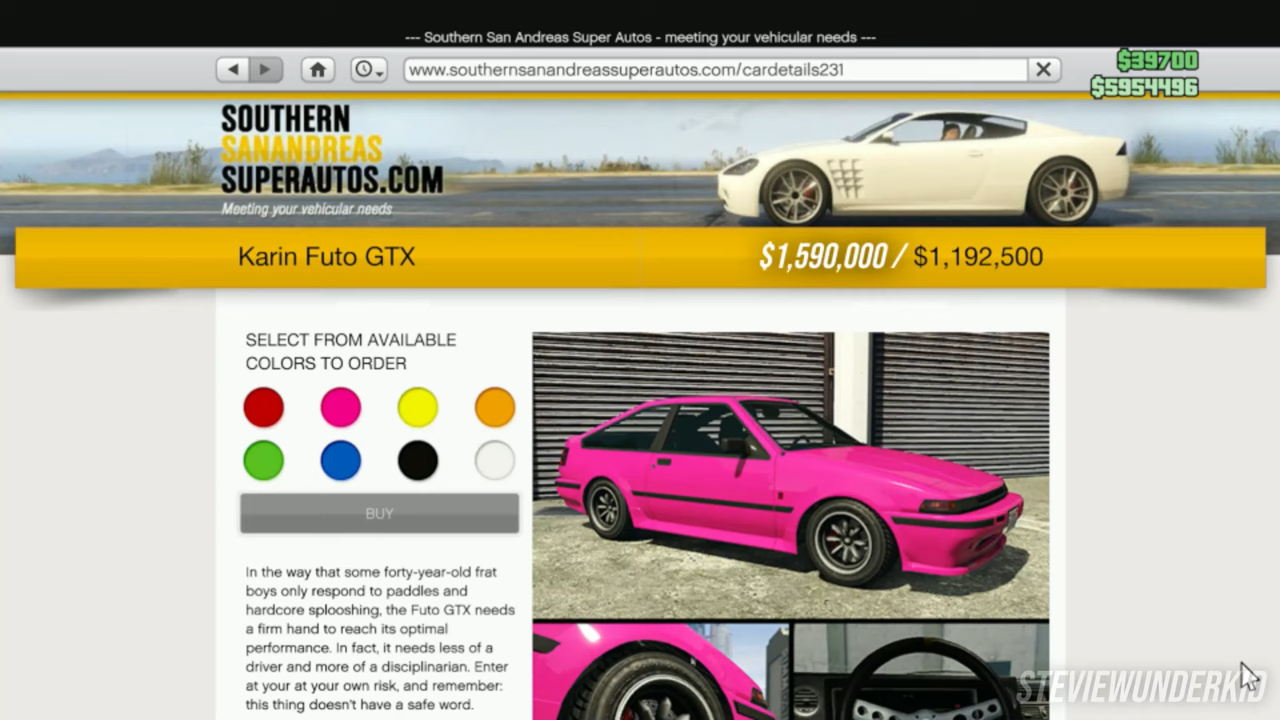 --- Southern San Andreas Super Autos - meeting your vehicular needs ---
www.southernsanandreassuperautos.com/cardetails231
$39700
$5954496
SOUTHERN
SANANDREAS
SUPERAUTOS.COM
Meeting your vehicular needs
Karin Futo GTX
$1,590,000 / $1,192,500
SELECT FROM AVAILABLE
COLORS TO ORDER
BUY
In the way that some forty-year-old frat
boys only respond to paddles and
hardcore splooshing, the Futo GTX needs
a firm hand to reach its optimal
performance. In fact, it needs less of a
driver and more of a disciplinarian. Enter
at your at your own risk, and remember:
this thing doesn't have a safe word.
STEVIEWUNDERKID